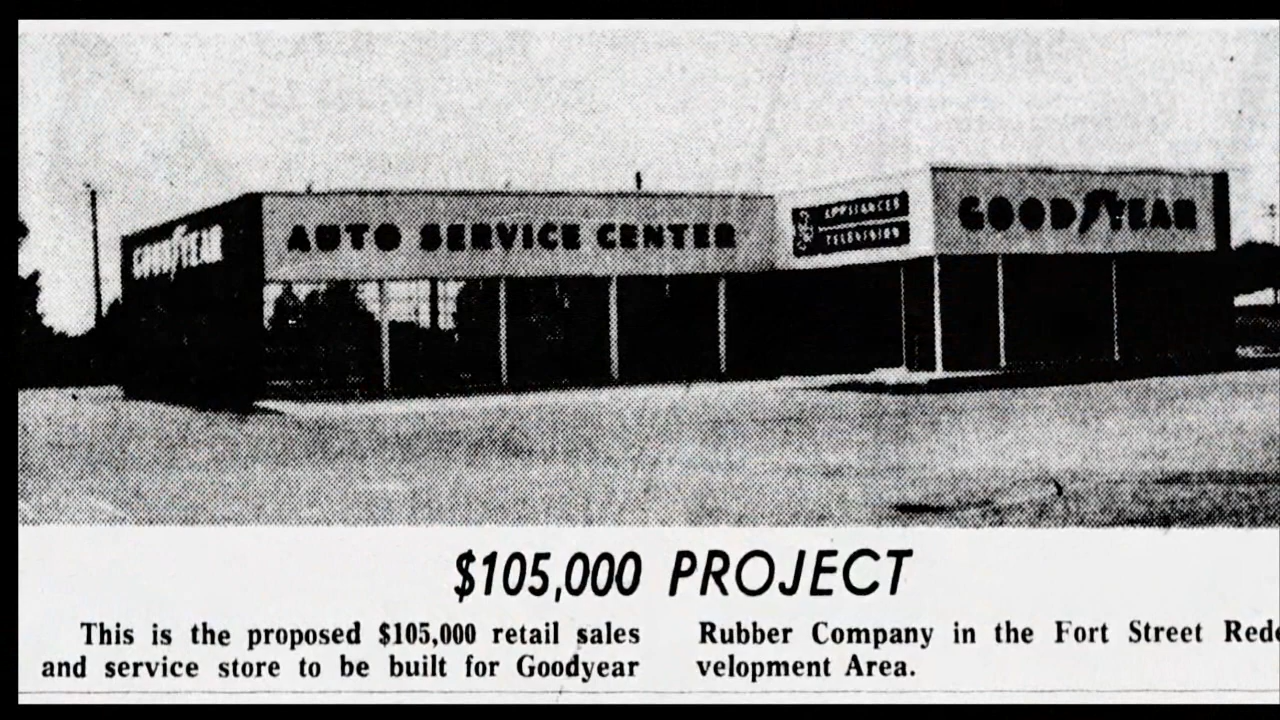 GOODYEAR
AUTO SERVICE CENTER
APPLIANCES
TELEVISION
GOODYEAR
$105,000 PROJECT
This is the proposed $105,000 retail sales
and service store to be built for Goodyear
Rubber Company in the Fort Street Rede
velopment Area.